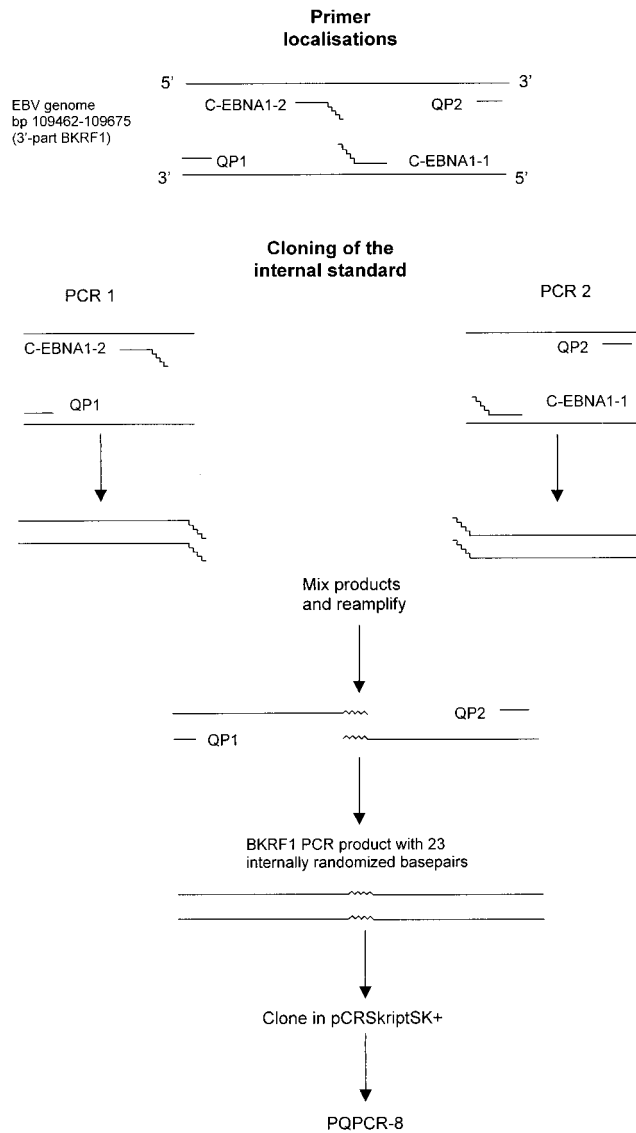 Primer
localisations
5'
3'
EBV genome
bp 109462-109675
(3'-part BKRF1)
C-EBNA1-2
QP2
QP1
C-EBNA1-1
3'
5'
Cloning of the
internal standard
PCR 1
PCR 2
C-EBNA1-2
QP2
QP1
C-EBNA1-1
Mix products
and reamplify
QP2
QP1
BKRF1 PCR product with 23
internally randomized basepairs
Clone in pCRSkriptSK+
PQPCR-8